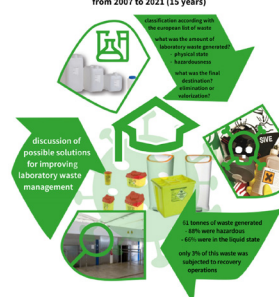 from 2007 to 2021 (15 years)
classification according with
the european list of waste
what was the amount of
laboratory waste generated?
- physical state
- hazardousness
what was the final
destination?
elimination or
valorization?
discussion of
possible solutions
for improving
laboratory waste
management
SIVE
tonnes of waste generated
- 88% were hazardous
- 66% were in the liquid state
only 3% of this waste was
subjected to recovery
operations